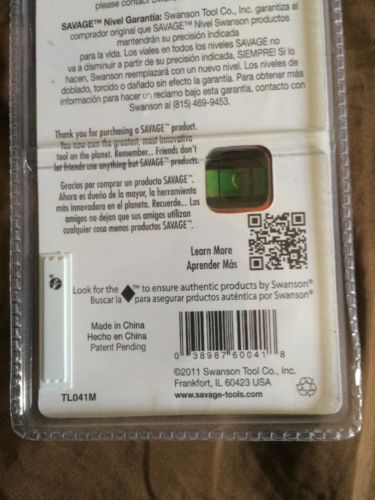 please contact Swanson
SAVAGE™ Nivel Garantía: Swanson Tool Co., Inc. garantiza al
comprador original que SAVAGE™ Nivel Swanson productos
mantendrán su precisión indicada
para la vida. Los viales en todos los niveles SAVAGE no
va a disminuir a partir de su precisión indicada, SIEMPRE! Si lo
hacen, Swanson reemplazará con un nuevo nivel. Los niveles de
doblado, torcido o dañado sin efecto la garantía. Para obtener más
información para hacer un reclamo bajo esta garantía, contacto con
Swanson al (815) 469-9453.
Thank you for purchasing a SAVAGE™ product.
You now own the greatest, most innovative
tool on the planet. Remember... Friends don't
let friends use anything but SAVAGE™ products.
Gracias por comprar un producto SAVAGE™.
Ahora es dueño de la mayor, la herramienta
más innovadora en el planeta. Recuerde... Los
amigos no dejan que sus amigos utilizan
cualquier cosa menos productos SAVAGE™.
Learn More
Aprender Más
Look for the ◆™ to ensure authentic products by Swanson®
Buscar la para asegurar prductos auténtica por Swanson®
Made in China
Hecho en China
Patent Pending
0 38987 60041 8
©2011 Swanson Tool Co., Inc.
Frankfort, IL 60423 USA
www.savage-tools.com
TL041M